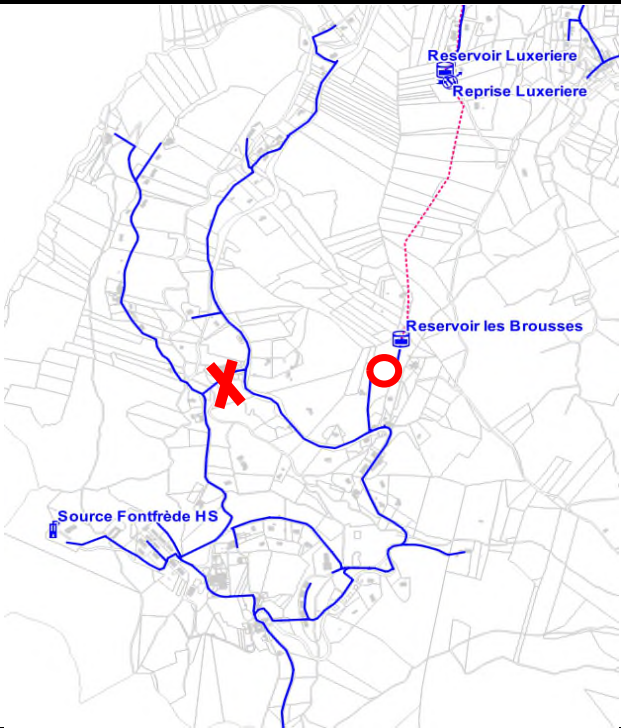 Reservoir Luxeriere
Reprise Luxeriere
Reservoir les Brousses
Source Fontfrède HS